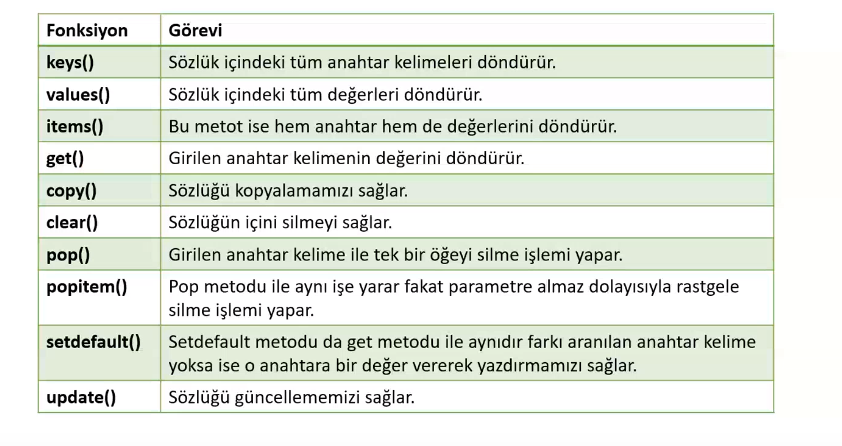 Fonksiyon Görevi
keys() Sözlük içindeki tüm anahtar kelimeleri döndürür.
values() Sözlük içindeki tüm değerleri döndürür.
items() Bu metot ise hem anahtar hem de değerlerini döndürür.
get() Girilen anahtar kelimenin değerini döndürür.
copy() Sözlüğü kopyalamamızı sağlar.
clear() Sözlüğün içini silmeyi sağlar.
pop() Girilen anahtar kelime ile tek bir öğeyi silme işlemi yapar.
popitem() Pop metodu ile aynı işe yarar fakat parametre almaz dolayısıyla rastgele
silme işlemi yapar.
setdefault() Setdefault metodu da get metodu ile aynıdır farkı aranılan anahtar kelime
yoksa ise o anahtara bir değer vererek yazdırmamızı sağlar.
update() Sözlüğü güncellememizi sağlar.